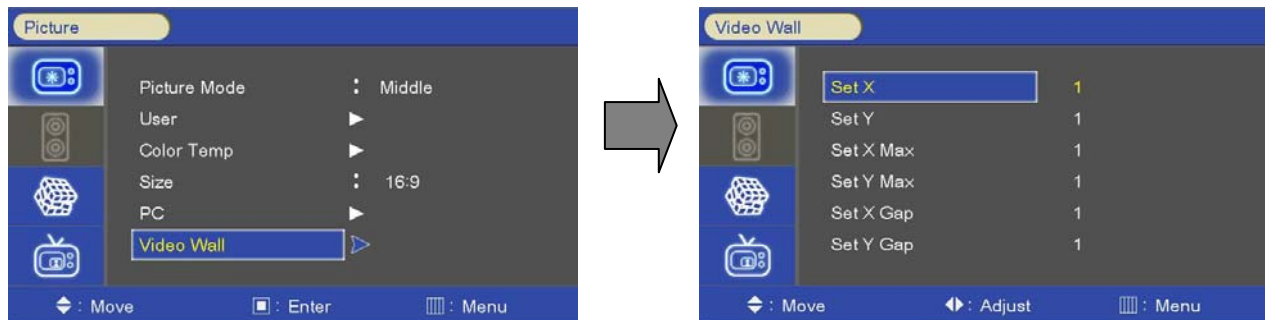 Picture
Picture Mode : Middle
User
Color Temp
Size : 16:9
PC
Video Wall
: Move : Enter : Menu
Video Wall
Set X 1
Set Y 1
Set X Max 1
Set Y Max 1
Set X Gap 1
Set Y Gap 1
: Move : Adjust : Menu